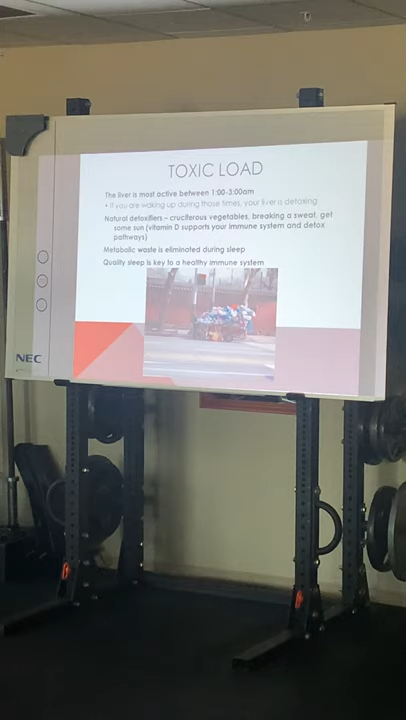 TOXIC LOAD
The liver is most active between 1:00-3:00am
• If you are waking up during those times, your liver is detoxing
Natural detoxifiers – cruciferous vegetables, breaking a sweat, get
some sun (vitamin D supports your immune system and detox
pathways)
Metabolic waste is eliminated during sleep
Quality sleep is key to a healthy immune system
NEC